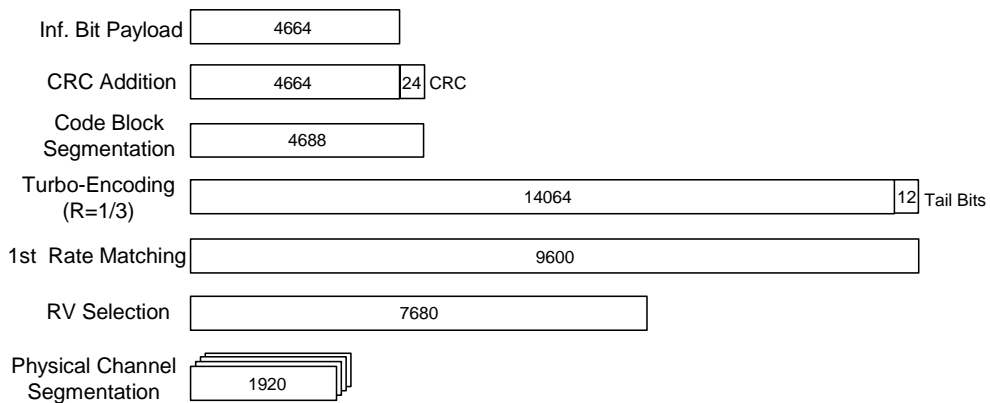 Inf. Bit Payload
4664
CRC Addition
4664
24
CRC
Code Block
Segmentation
4688
Turbo-Encoding
(R=1/3)
14064
12
Tail Bits
1st Rate Matching
9600
RV Selection
7680
Physical Channel
Segmentation
1920